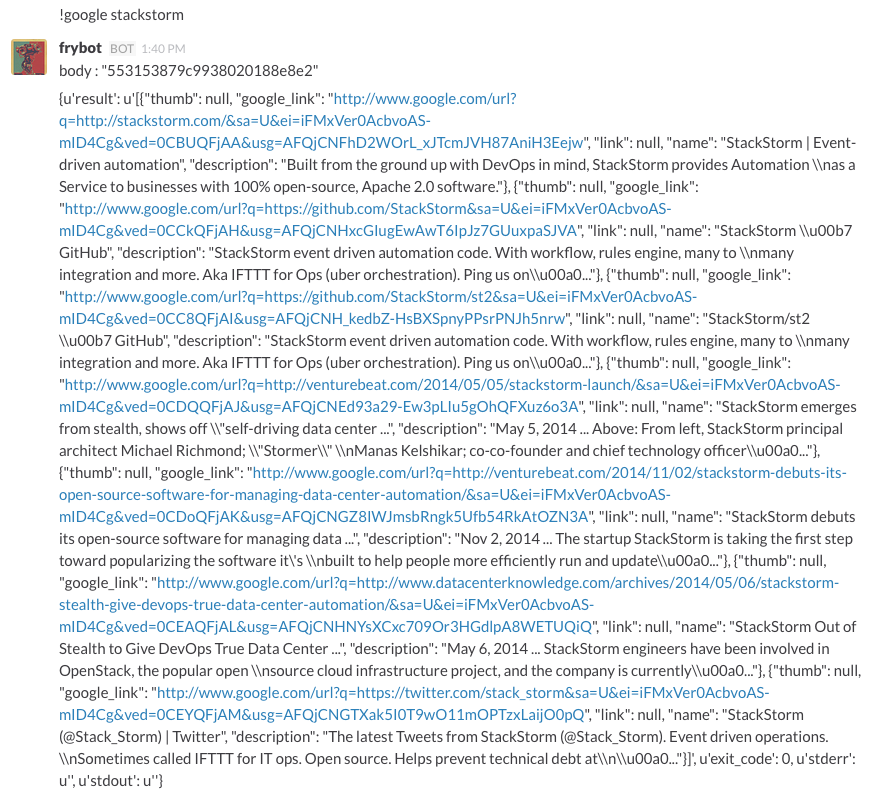 !google stackstorm
frybot BOT 1:40 PM
body : "553153879c9938020188e8e2"
{u'result': u'[{"thumb": null, "google_link": "http://www.google.com/url?
q=http://stackstorm.com/&sa=U&ei=iFMxVer0AcbvoAS-
mID4Cg&ved=0CBUQFjAA&usg=AFQjCNFhD2WOrL_xJTcmJVH87AniH3Eejw", "link": null, "name": "StackStorm | Event-
driven automation", "description": "Built from the ground up with DevOps in mind, StackStorm provides Automation \\nas a
Service to businesses with 100% open-source, Apache 2.0 software."}, {"thumb": null, "google_link":
"http://www.google.com/url?q=https://github.com/StackStorm&sa=U&ei=iFMxVer0AcbvoAS-
mID4Cg&ved=0CCkQFjAH&usg=AFQjCNHxcGIugEwAwT6IpJz7GUuxpaSJVA", "link": null, "name": "StackStorm \\u00b7
GitHub", "description": "StackStorm event driven automation code. With workflow, rules engine, many to \\nmany
integration and more. Aka IFTTT for Ops (uber orchestration). Ping us on\\u00a0..."}, {"thumb": null, "google_link":
"http://www.google.com/url?q=https://github.com/StackStorm/st2&sa=U&ei=iFMxVer0AcbvoAS-
mID4Cg&ved=0CC8QFjAI&usg=AFQjCNH_kedbZ-HsBXSpnyPPsrPNJh5nrw", "link": null, "name": "StackStorm/st2
\\u00b7 GitHub", "description": "StackStorm event driven automation code. With workflow, rules engine, many to \\nmany
integration and more. Aka IFTTT for Ops (uber orchestration). Ping us on\\u00a0..."}, {"thumb": null, "google_link":
"http://www.google.com/url?q=http://venturebeat.com/2014/05/05/stackstorm-launch/&sa=U&ei=iFMxVer0AcbvoAS-
mID4Cg&ved=0CDQQFjAJ&usg=AFQjCNEd93a29-Ew3pLIu5gOhQFXuz6o3A", "link": null, "name": "StackStorm emerges
from stealth, shows off \\"self-driving data center ...", "description": "May 5, 2014 ... Above: From left, StackStorm principal
architect Michael Richmond; \\"Stormer\\" \\nManas Kelshikar; co-co-founder and chief technology officer\\u00a0..."},
{"thumb": null, "google_link": "http://www.google.com/url?q=http://venturebeat.com/2014/11/02/stackstorm-debuts-its-
open-source-software-for-managing-data-center-automation/&sa=U&ei=iFMxVer0AcbvoAS-
mID4Cg&ved=0CDoQFjAK&usg=AFQjCNGZ8IWJmsbRngk5Ufb54RkAtOZN3A", "link": null, "name": "StackStorm debuts
its open-source software for managing data ...", "description": "Nov 2, 2014 ... The startup StackStorm is taking the first step
toward popularizing the software it\'s \\nbuilt to help people more efficiently run and update\\u00a0..."}, {"thumb": null,
"google_link": "http://www.google.com/url?q=http://www.datacenterknowledge.com/archives/2014/05/06/stackstorm-
stealth-give-devops-true-data-center-automation/&sa=U&ei=iFMxVer0AcbvoAS-
mID4Cg&ved=0CEAQFjAL&usg=AFQjCNHNYsXCxc709Or3HGdlpA8WETUQiQ", "link": null, "name": "StackStorm Out of
Stealth to Give DevOps True Data Center ...", "description": "May 6, 2014 ... StackStorm engineers have been involved in
OpenStack, the popular open \\nsource cloud infrastructure project, and the company is currently\\u00a0..."}, {"thumb": null,
"google_link": "http://www.google.com/url?q=https://twitter.com/stack_storm&sa=U&ei=iFMxVer0AcbvoAS-
mID4Cg&ved=0CEYQFjAM&usg=AFQjCNGTXak5I0T9wO11mOPTzxLaijO0pQ", "link": null, "name": "StackStorm
(@Stack_Storm) | Twitter", "description": "The latest Tweets from StackStorm (@Stack_Storm). Event driven operations.
\\nSometimes called IFTTT for IT ops. Open source. Helps prevent technical debt at\\n\\u00a0..."}]', u'exit_code': 0, u'stderr':
u'', u'stdout': u''}